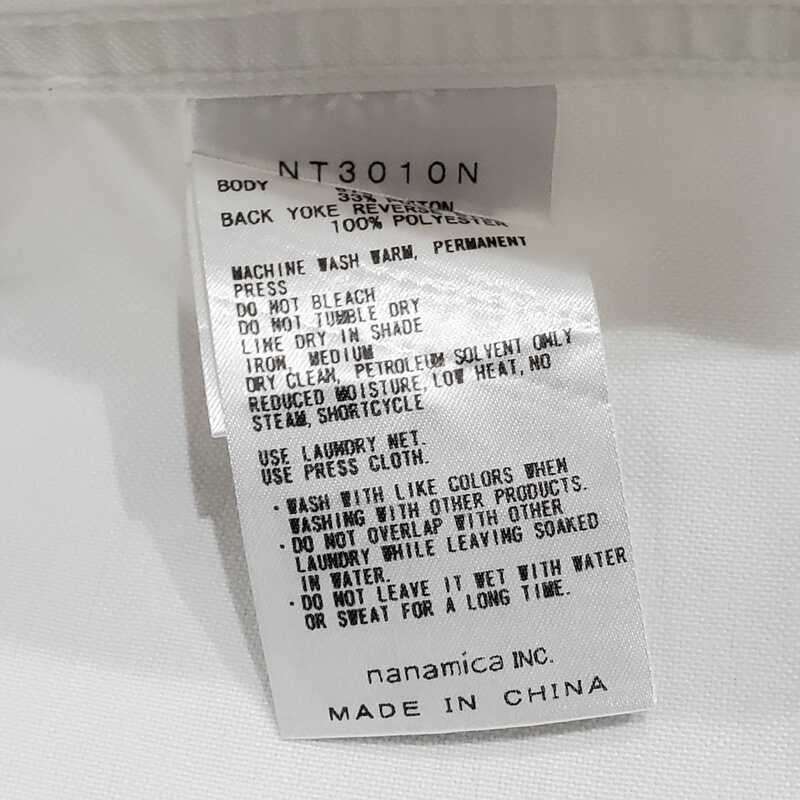 NT3010N
BODY
33%
BACK YOKE REVERSON
100% POLYESTER
MACHINE WASH WARM, PERMANENT
PRESS
DO NOT BLEACH
DO NOT TUMBLE DRY
LINE DRY IN SHADE
IRON, MEDIUM
DRY CLEAN, PETROLEUM SOLVENT ONLY
REDUCED MOISTURE, LOW HEAT, NO
STEAM, SHORTCYCLE
USE LAUNDRY NET.
USE PRESS CLOTH.
・WASH WITH LIKE COLORS WHEN
WASHING WITH OTHER PRODUCTS.
・DO NOT OVERLAP WITH OTHER
LAUNDRY WHILE LEAVING SOAKED
IN WATER.
・DO NOT LEAVE IT WET WITH WATER
OR SWEAT FOR A LONG TIME.
nanamica INC.
MADE IN CHINA